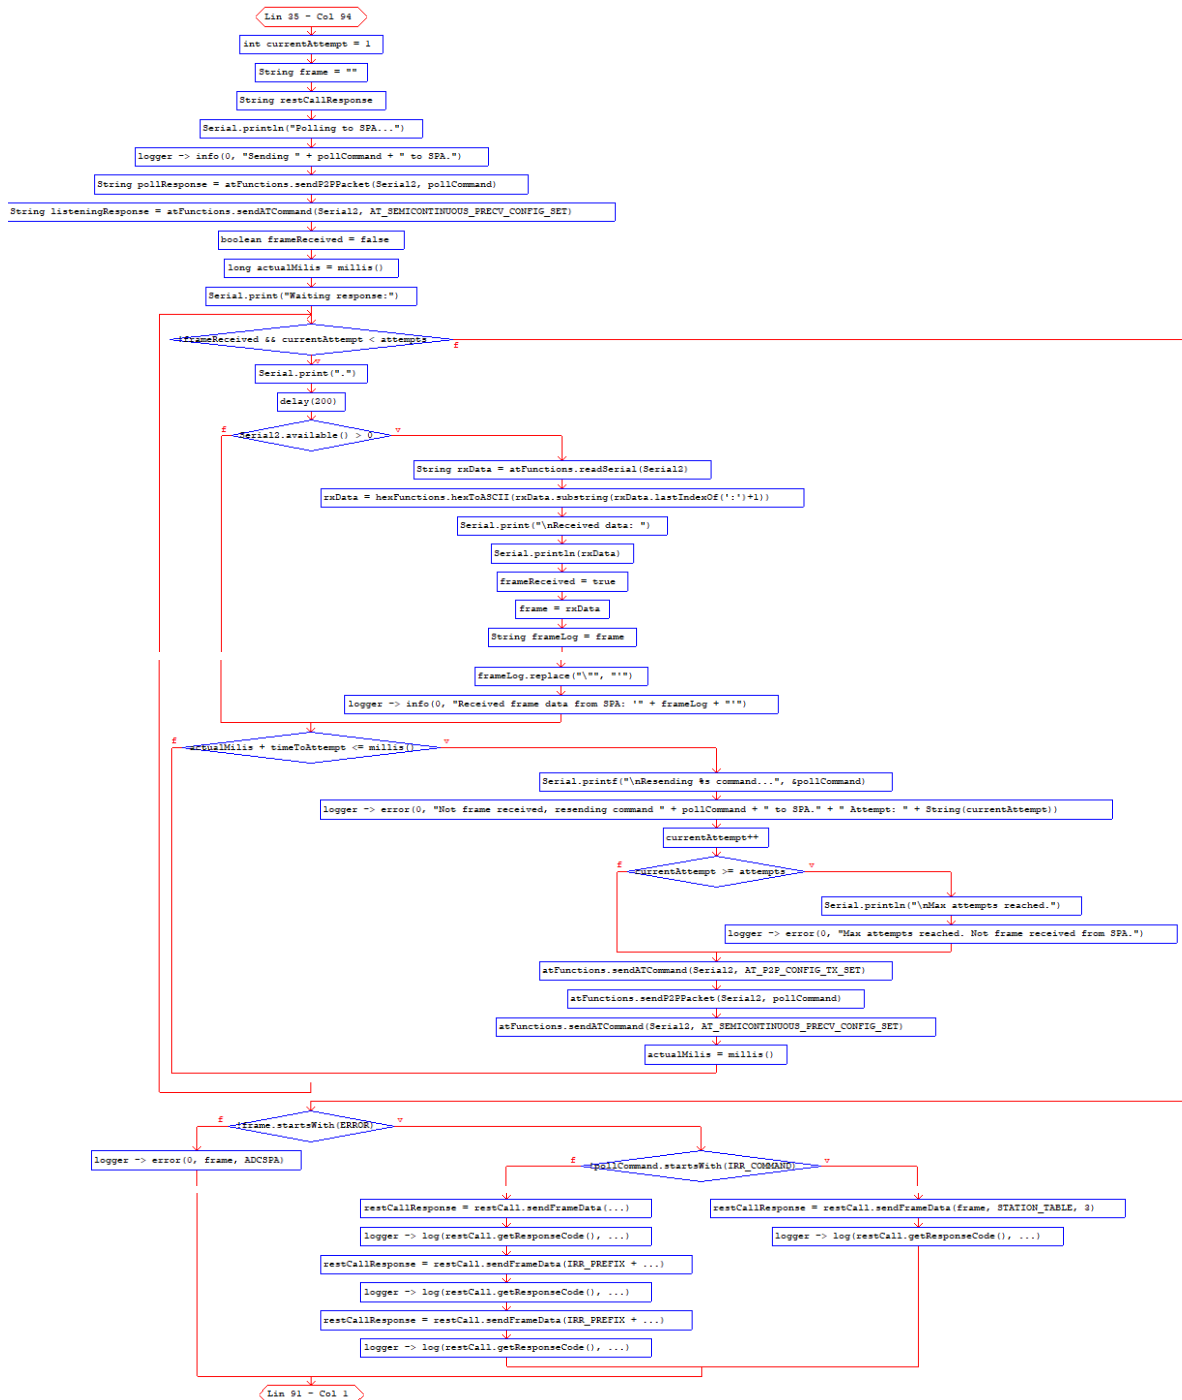 Lin 35 - Col 94
int currentAttempt = 1
String frame = ""
String restCallResponse
Serial.println("Polling to SPA...")
logger -> info(0, "Sending " + pollCommand + " to SPA.")
String pollResponse = atFunctions.sendP2PPacket(Serial2, pollCommand)
String listeningResponse = atFunctions.sendATCommand(Serial2, AT_SEMICONTINUOUS_PRECV_CONFIG_SET)
boolean frameReceived = false
long actualMilis = millis()
Serial.print("Waiting response:")
!frameReceived && currentAttempt < attempts
f
v
Serial.print(".")
delay(200)
f
Serial2.available() > 0
v
String rxData = atFunctions.readSerial(Serial2)
rxData = hexFunctions.hexToASCII(rxData.substring(rxData.lastIndexOf(':')+1))
Serial.print("\nReceived data: ")
Serial.println(rxData)
frameReceived = true
frame = rxData
String frameLog = frame
frameLog.replace("\"", "'")
logger -> info(0, "Received frame data from SPA: '" + frameLog + "'")
f
actualMilis + timeToAttempt <= millis()
v
Serial.printf("\nResending %s command...", &pollCommand)
logger -> error(0, "Not frame received, resending command " + pollCommand + " to SPA." + " Attempt: " + String(currentAttempt))
currentAttempt++
f
currentAttempt >= attempts
v
Serial.println("\nMax attempts reached.")
logger -> error(0, "Max attempts reached. Not frame received from SPA.")
atFunctions.sendATCommand(Serial2, AT_P2P_CONFIG_TX_SET)
atFunctions.sendP2PPacket(Serial2, pollCommand)
atFunctions.sendATCommand(Serial2, AT_SEMICONTINUOUS_PRECV_CONFIG_SET)
actualMilis = millis()
f
!frame.startsWith(ERROR)
v
logger -> error(0, frame, ADCSPA)
f
!pollCommand.startsWith(IRR_COMMAND)
v
restCallResponse = restCall.sendFrameData(...)
restCallResponse = restCall.sendFrameData(frame, STATION_TABLE, 3)
logger -> log(restCall.getResponseCode(), ...)
logger -> log(restCall.getResponseCode(), ...)
restCallResponse = restCall.sendFrameData(IRR_PREFIX + ...)
logger -> log(restCall.getResponseCode(), ...)
restCallResponse = restCall.sendFrameData(IRR_PREFIX + ...)
logger -> log(restCall.getResponseCode(), ...)
Lin 91 - Col 1